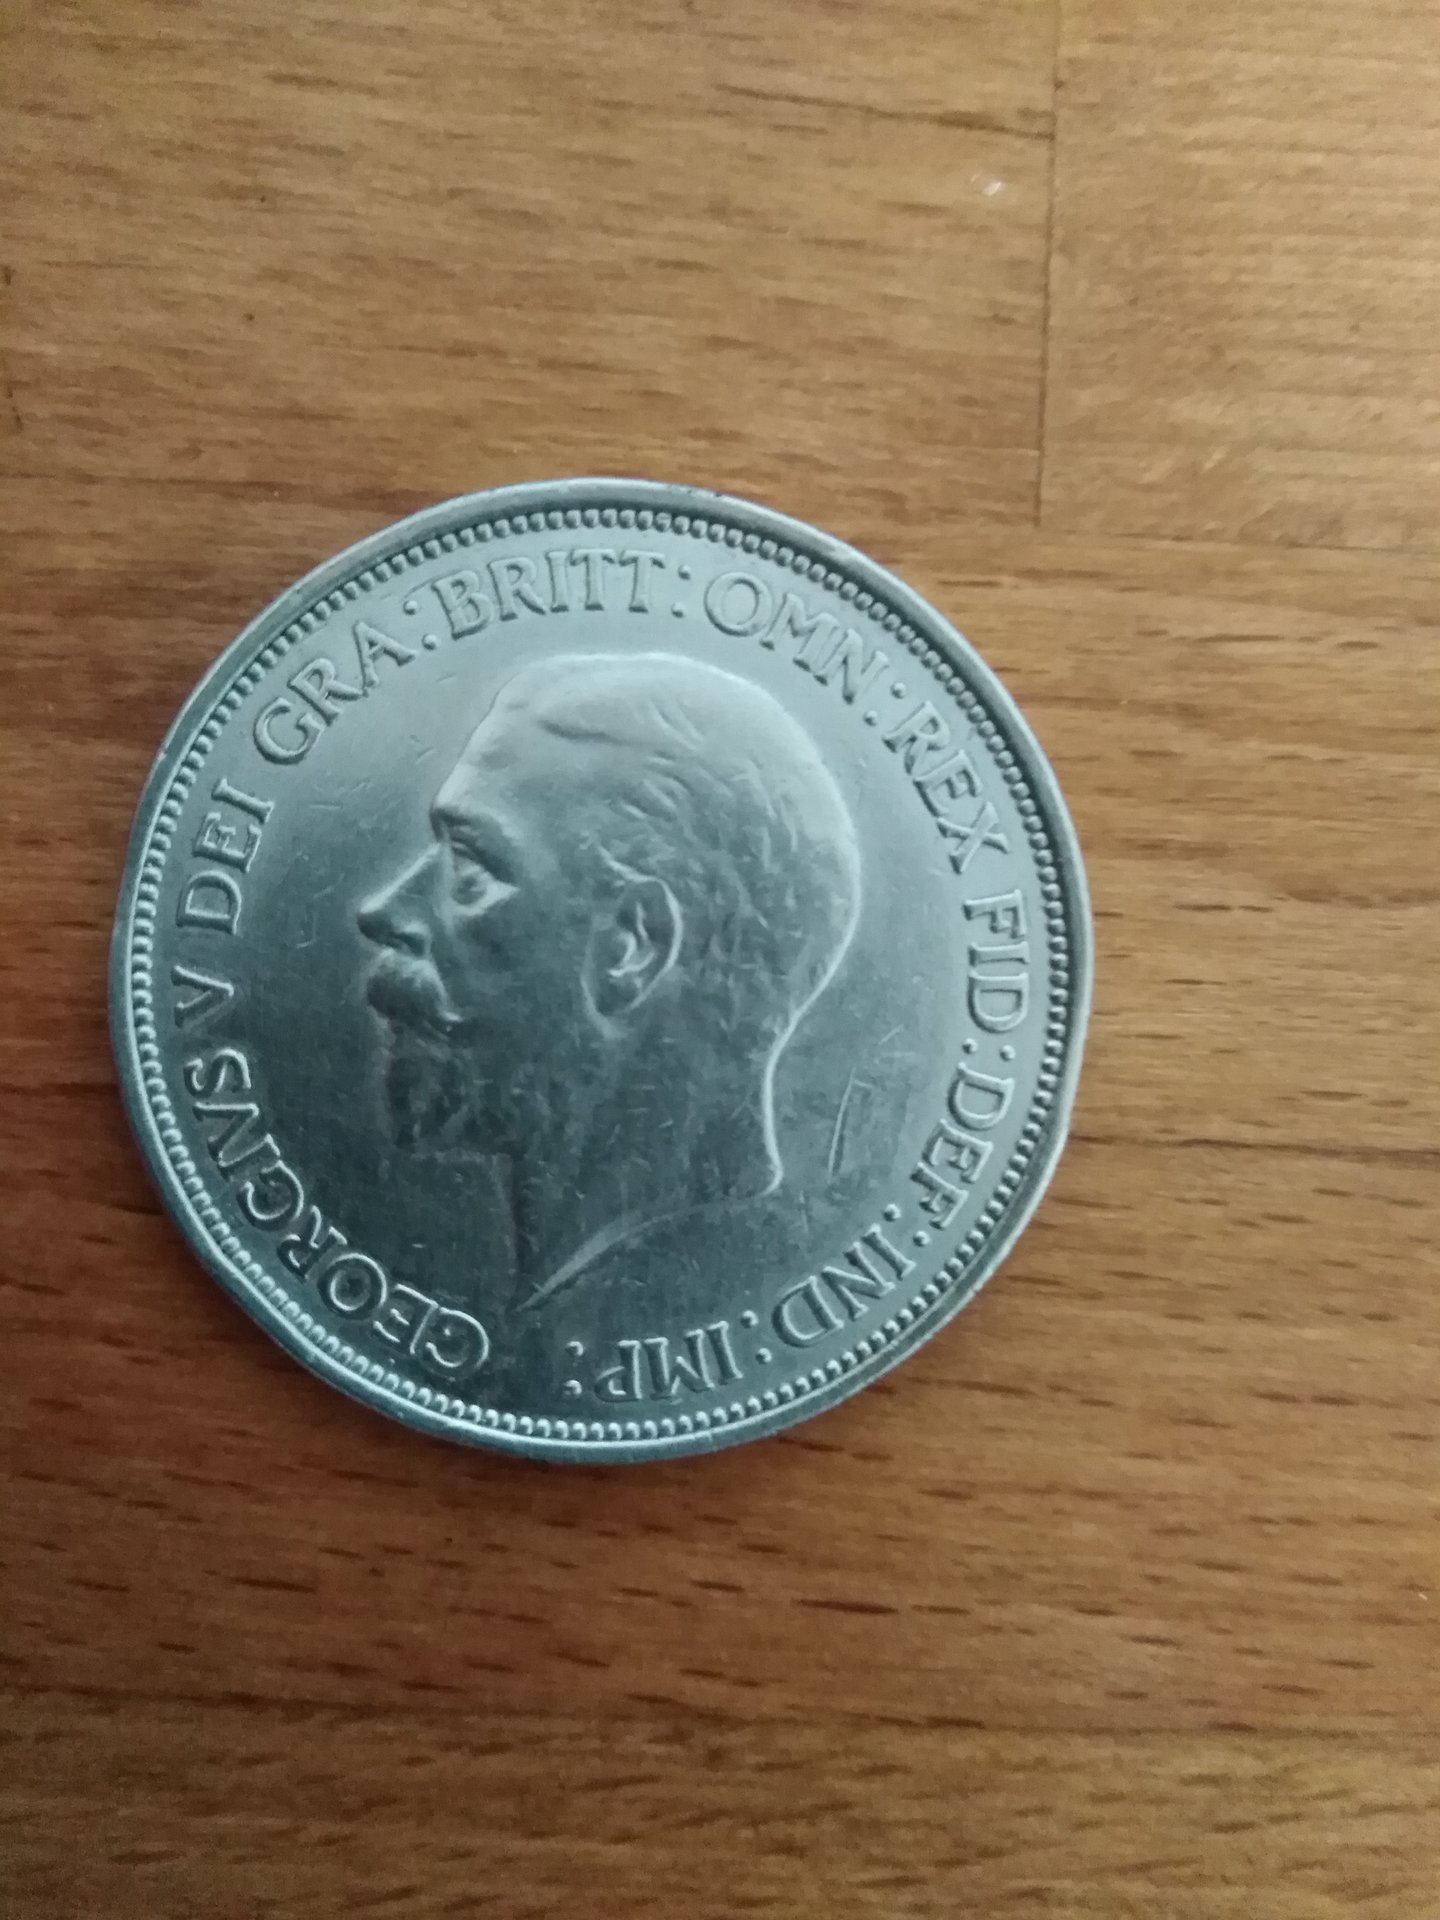 GEORGIVS V DEI GRA: BRITT: OMN: REX FID: DEF: IND: IMP: